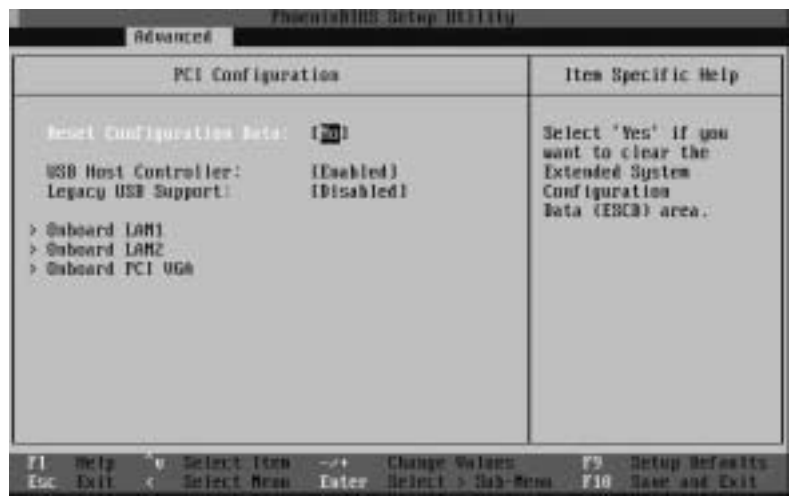 PhoenixBIOS Setup Utility
Advanced
PCI Configuration
Item Specific Help
Reset Configuration Data: [No]
Select 'Yes' if you
want to clear the
Extended System
Configuration
Data (ESCD) area.
USB Host Controller: [Enabled]
Legacy USB Support: [Disabled]
> Onboard LAN1
> Onboard LAN2
> Onboard PCI VGA
F1 Help ^v Select Item -/+ Change Values F9 Setup Defaults
Esc Exit < Select Menu Enter Select > Sub-Menu F10 Save and Exit